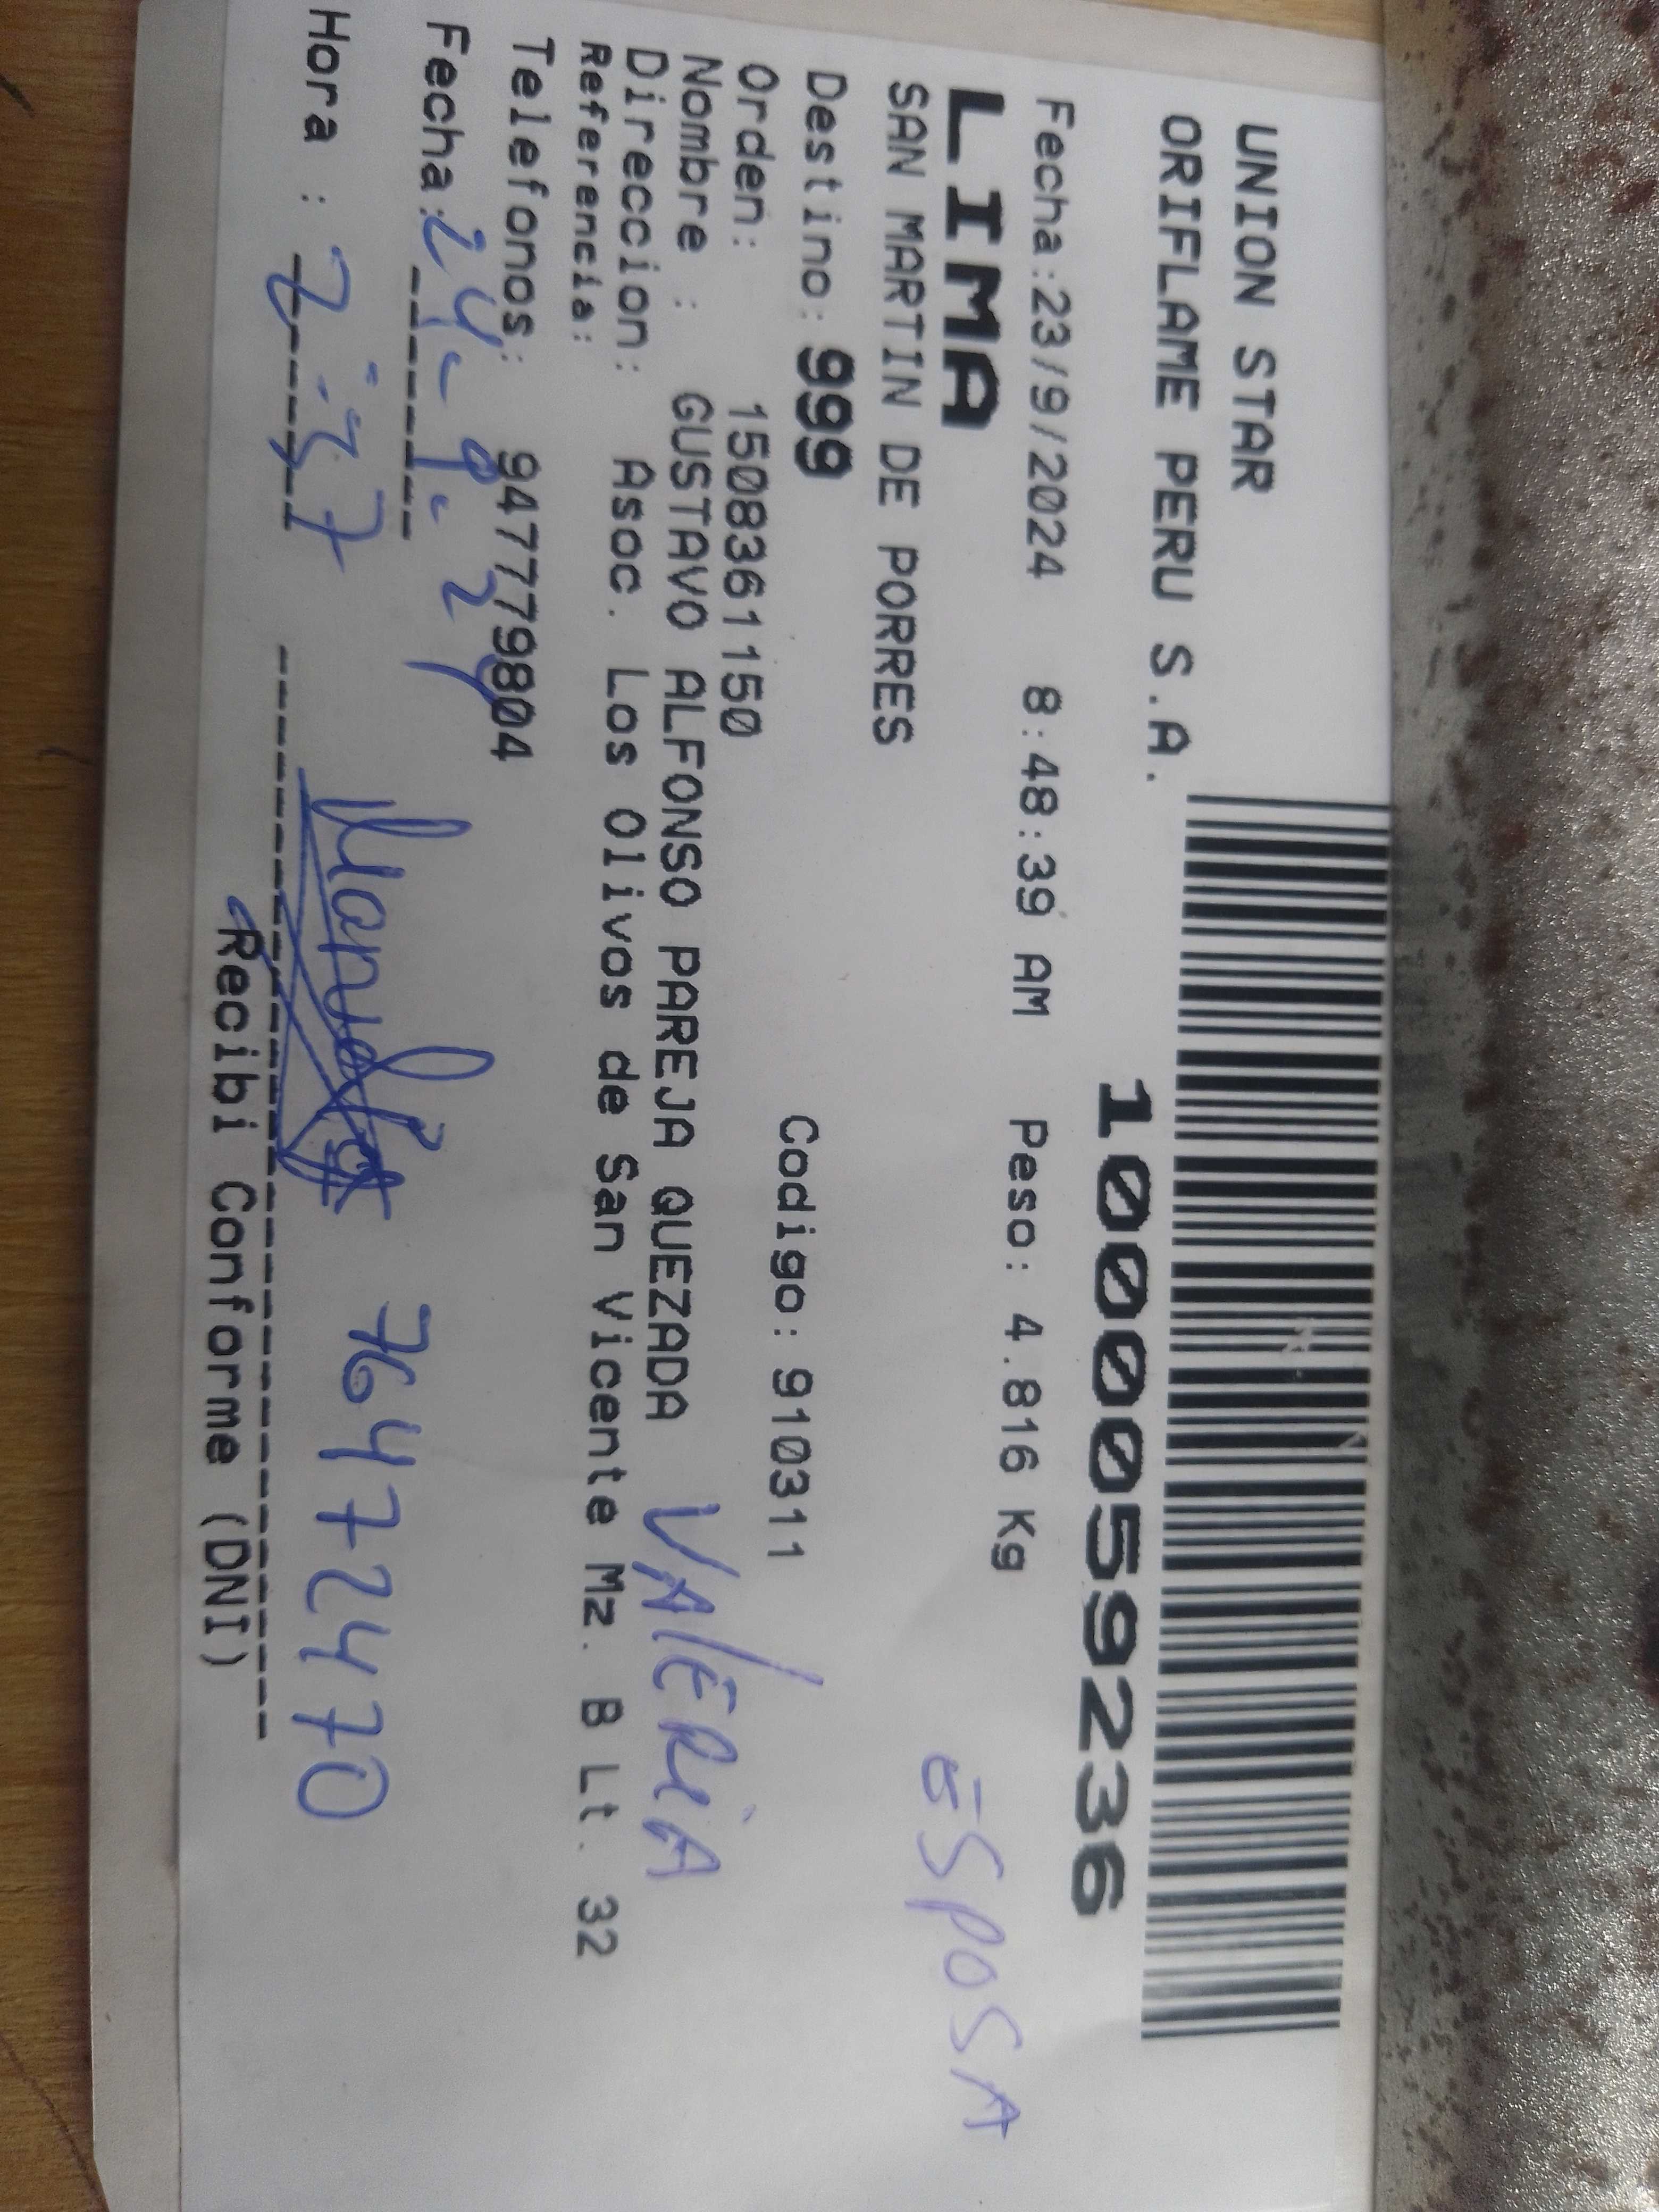 UNION STAR
ORIFLAME PERU S.A.
1000059236
Fecha:23/9/2024 8:48:39 AM Peso: 4.816 Kg
LIMA
ESPOSA
SAN MARTIN DE PORRES
Destino: 999 Codigo: 910311
Orden: 1508361150
Nombre : GUSTAVO ALFONSO PAREJA QUEZADA VALERIA
Direccion: Asoc. Los Olivos de San Vicente Mz. B Lt. 32
Referencia:
Telefonos: 947779804
Fecha: 24-9-24
Hora : 2:37 76472470
Recibi Conforme (DNI)